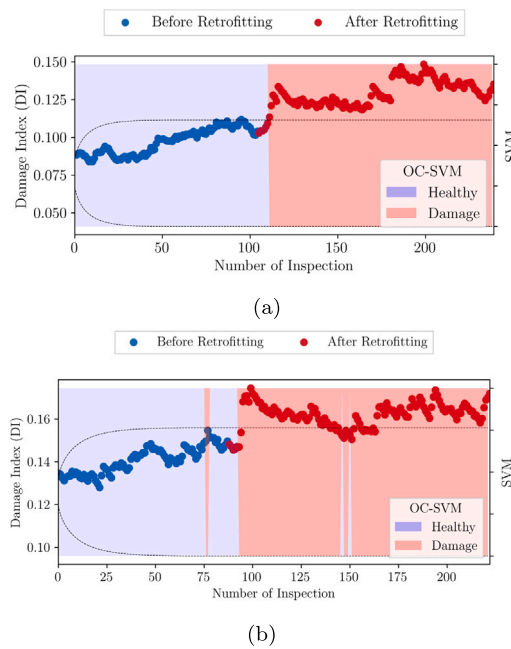 Before Retrofitting After Retrofitting
0.150
0.125
0.100
0.075
0.050
Damage Index (DI)
SVM
OC-SVM
Healthy
Damage
0 50 100 150 200
Number of Inspection
(a)
Before Retrofitting After Retrofitting
0.16
0.14
0.12
0.10
Damage Index (DI)
SVM
OC-SVM
Healthy
Damage
0 25 50 75 100 125 150 175 200
Number of Inspection
(b)